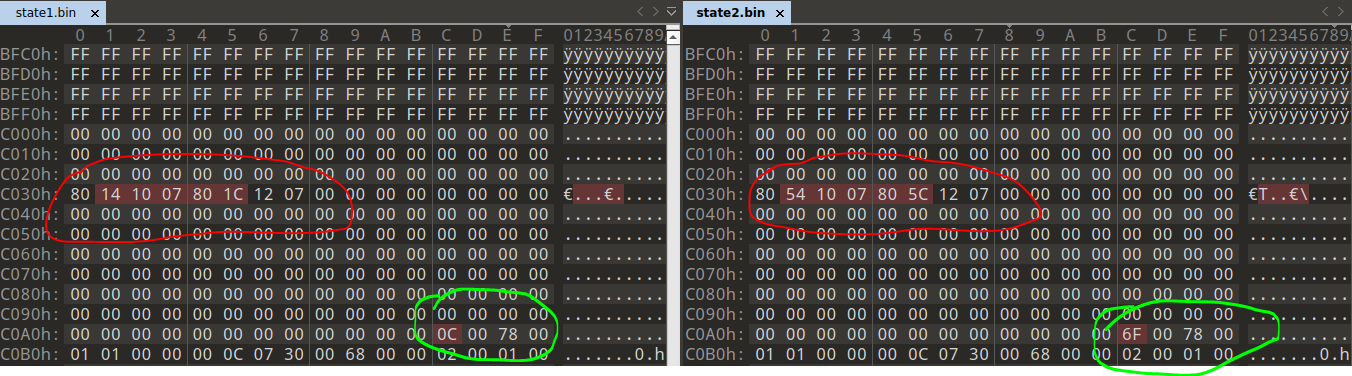 state1.bin × state2.bin ×
0 1 2 3 4 5 6 7 8 9 A B C D E F 0123456789 0 1 2 3 4 5 6 7 8 9 A B C D E F 0123456789
BFC0h: FF FF FF FF FF FF FF FF FF FF FF FF FF FF FF FF ÿÿÿÿÿÿÿÿÿÿ BFC0h: FF FF FF FF FF FF FF FF FF FF FF FF FF FF FF FF ÿÿÿÿÿÿÿÿÿÿ
BFD0h: FF FF FF FF FF FF FF FF FF FF FF FF FF FF FF FF ÿÿÿÿÿÿÿÿÿÿ BFD0h: FF FF FF FF FF FF FF FF FF FF FF FF FF FF FF FF ÿÿÿÿÿÿÿÿÿÿ
BFE0h: FF FF FF FF FF FF FF FF FF FF FF FF FF FF FF FF ÿÿÿÿÿÿÿÿÿÿ BFE0h: FF FF FF FF FF FF FF FF FF FF FF FF FF FF FF FF ÿÿÿÿÿÿÿÿÿÿ
BFF0h: FF FF FF FF FF FF FF FF FF FF FF FF FF FF FF FF ÿÿÿÿÿÿÿÿÿÿ BFF0h: FF FF FF FF FF FF FF FF FF FF FF FF FF FF FF FF ÿÿÿÿÿÿÿÿÿÿ
C000h: 00 00 00 00 00 00 00 00 00 00 00 00 00 00 00 00 .......... C000h: 00 00 00 00 00 00 00 00 00 00 00 00 00 00 00 00 ..........
C010h: 00 00 00 00 00 00 00 00 00 00 00 00 00 00 00 00 .......... C010h: 00 00 00 00 00 00 00 00 00 00 00 00 00 00 00 00 ..........
C020h: 00 00 00 00 00 00 00 00 00 00 00 00 00 00 00 00 .......... C020h: 00 00 00 00 00 00 00 00 00 00 00 00 00 00 00 00 ..........
C030h: 80 14 10 07 80 1C 12 07 00 00 00 00 00 00 00 00 €...€..... C030h: 80 54 10 07 80 5C 12 07 00 00 00 00 00 00 00 00 €T..€\....
C040h: 00 00 00 00 00 00 00 00 00 00 00 00 00 00 00 00 .......... C040h: 00 00 00 00 00 00 00 00 00 00 00 00 00 00 00 00 ..........
C050h: 00 00 00 00 00 00 00 00 00 00 00 00 00 00 00 00 .......... C050h: 00 00 00 00 00 00 00 00 00 00 00 00 00 00 00 00 ..........
C060h: 00 00 00 00 00 00 00 00 00 00 00 00 00 00 00 00 .......... C060h: 00 00 00 00 00 00 00 00 00 00 00 00 00 00 00 00 ..........
C070h: 00 00 00 00 00 00 00 00 00 00 00 00 00 00 00 00 .......... C070h: 00 00 00 00 00 00 00 00 00 00 00 00 00 00 00 00 ..........
C080h: 00 00 00 00 00 00 00 00 00 00 00 00 00 00 00 00 .......... C080h: 00 00 00 00 00 00 00 00 00 00 00 00 00 00 00 00 ..........
C090h: 00 00 00 00 00 00 00 00 00 00 00 00 00 00 00 00 .......... C090h: 00 00 00 00 00 00 00 00 00 00 00 00 00 00 00 00 ..........
C0A0h: 00 00 00 00 00 00 00 00 00 00 00 00 0C 00 78 00 .......... C0A0h: 00 00 00 00 00 00 00 00 00 00 00 00 6F 00 78 00 ..........
C0B0h: 01 01 00 00 00 0C 07 30 00 68 00 00 02 00 01 00 .......0.h C0B0h: 01 01 00 00 00 0C 07 30 00 68 00 00 02 00 01 00 .......0.h